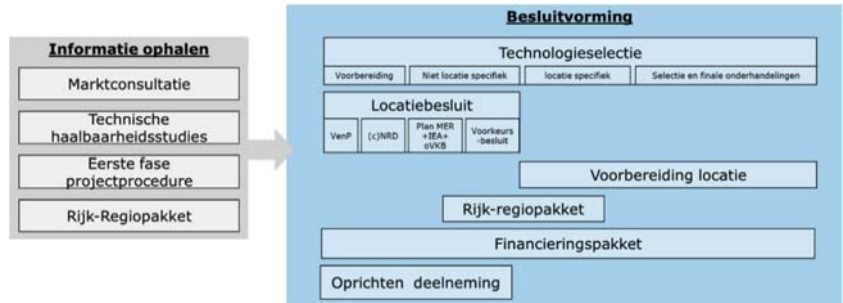 Informatie ophalen
Marktconsultatie
Technische
haalbaarheidsstudies
Eerste fase
projectprocedure
Rijk-Regiopakket
Besluitvorming
Technologieselectie
Voorbereiding
Niet locatie specifiek
locatie specifiek
Selectie en finale onderhandelingen
Locatiebesluit
VenP
(c)NRD
Plan MER
+IEA+
oVKB
Voorkeurs
-besluit
Voorbereiding locatie
Rijk-regiopakket
Financieringspakket
Oprichten deelneming